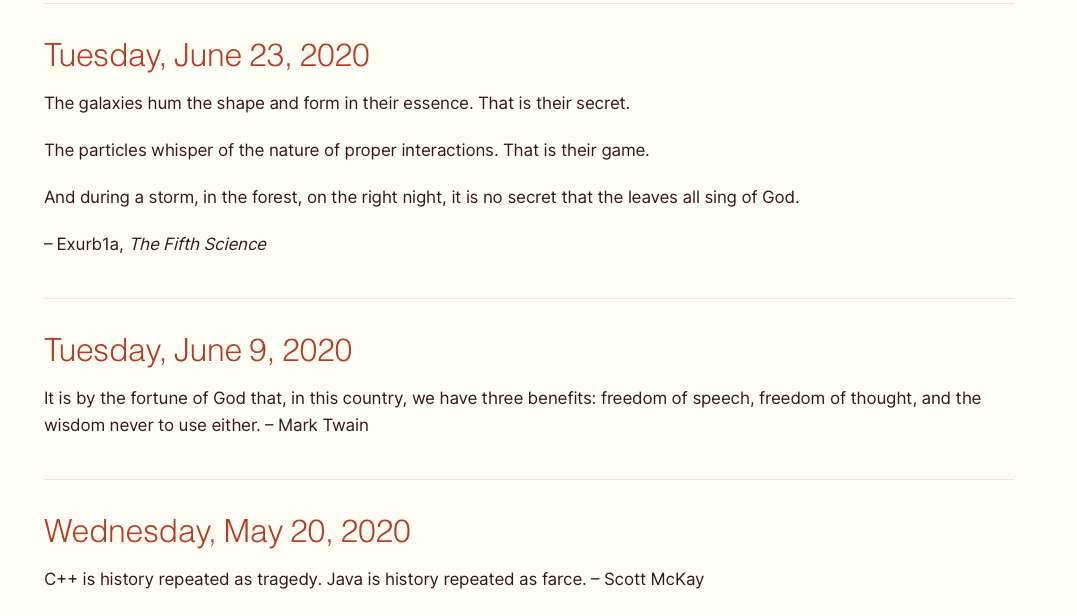 Tuesday, June 23, 2020
The galaxies hum the shape and form in their essence. That is their secret.
The particles whisper of the nature of proper interactions. That is their game.
And during a storm, in the forest, on the right night, it is no secret that the leaves all sing of God.
– Exurb1a, The Fifth Science
Tuesday, June 9, 2020
It is by the fortune of God that, in this country, we have three benefits: freedom of speech, freedom of thought, and the
wisdom never to use either. – Mark Twain
Wednesday, May 20, 2020
C++ is history repeated as tragedy. Java is history repeated as farce. – Scott McKay